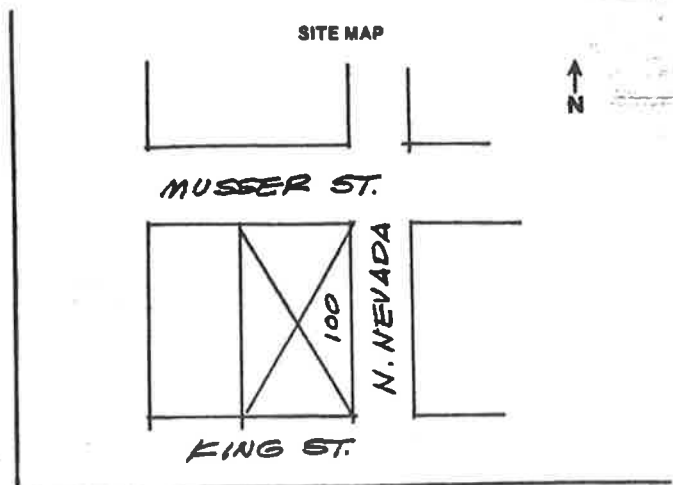 SITE MAP
N
MUSSER ST.
100
N. NEVADA
KING ST.